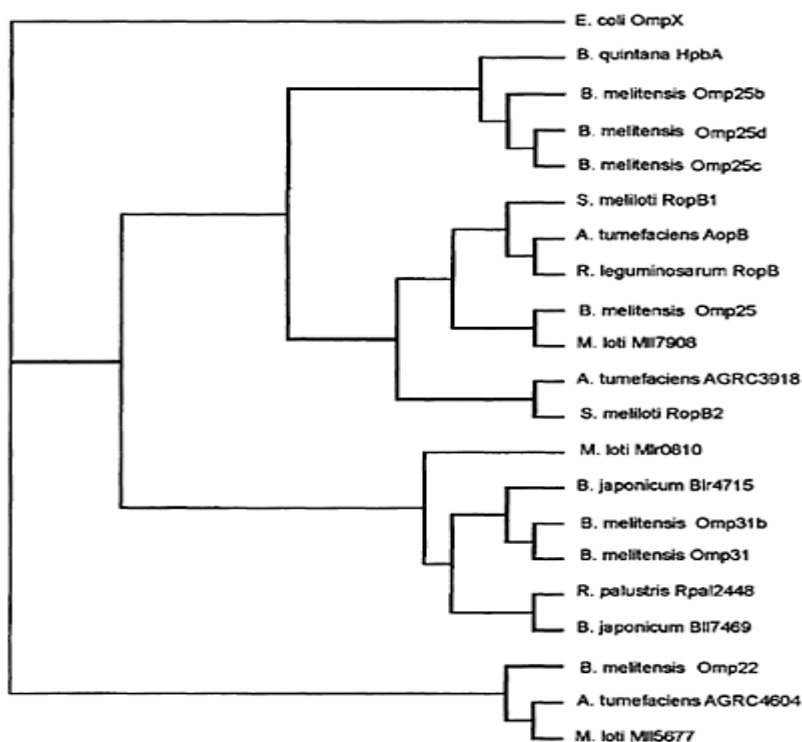 E. coli OmpX
B. quintana HpbA
B. melitensis Omp25b
B. melitensis Omp25d
B. melitensis Omp25c
S. meliloti RopB1
A. tumefaciens AopB
R. leguminosarum RopB
B. melitensis Omp25
M. loti Mll7908
A. tumefaciens AGRC3918
S. meliloti RopB2
M. loti Mlr0810
B. japonicum Blr4715
B. melitensis Omp31b
B. melitensis Omp31
R. palustris Rpal2448
B. japonicum Bll7469
B. melitensis Omp22
A. tumefaciens AGRC4604
M. loti Mll5677